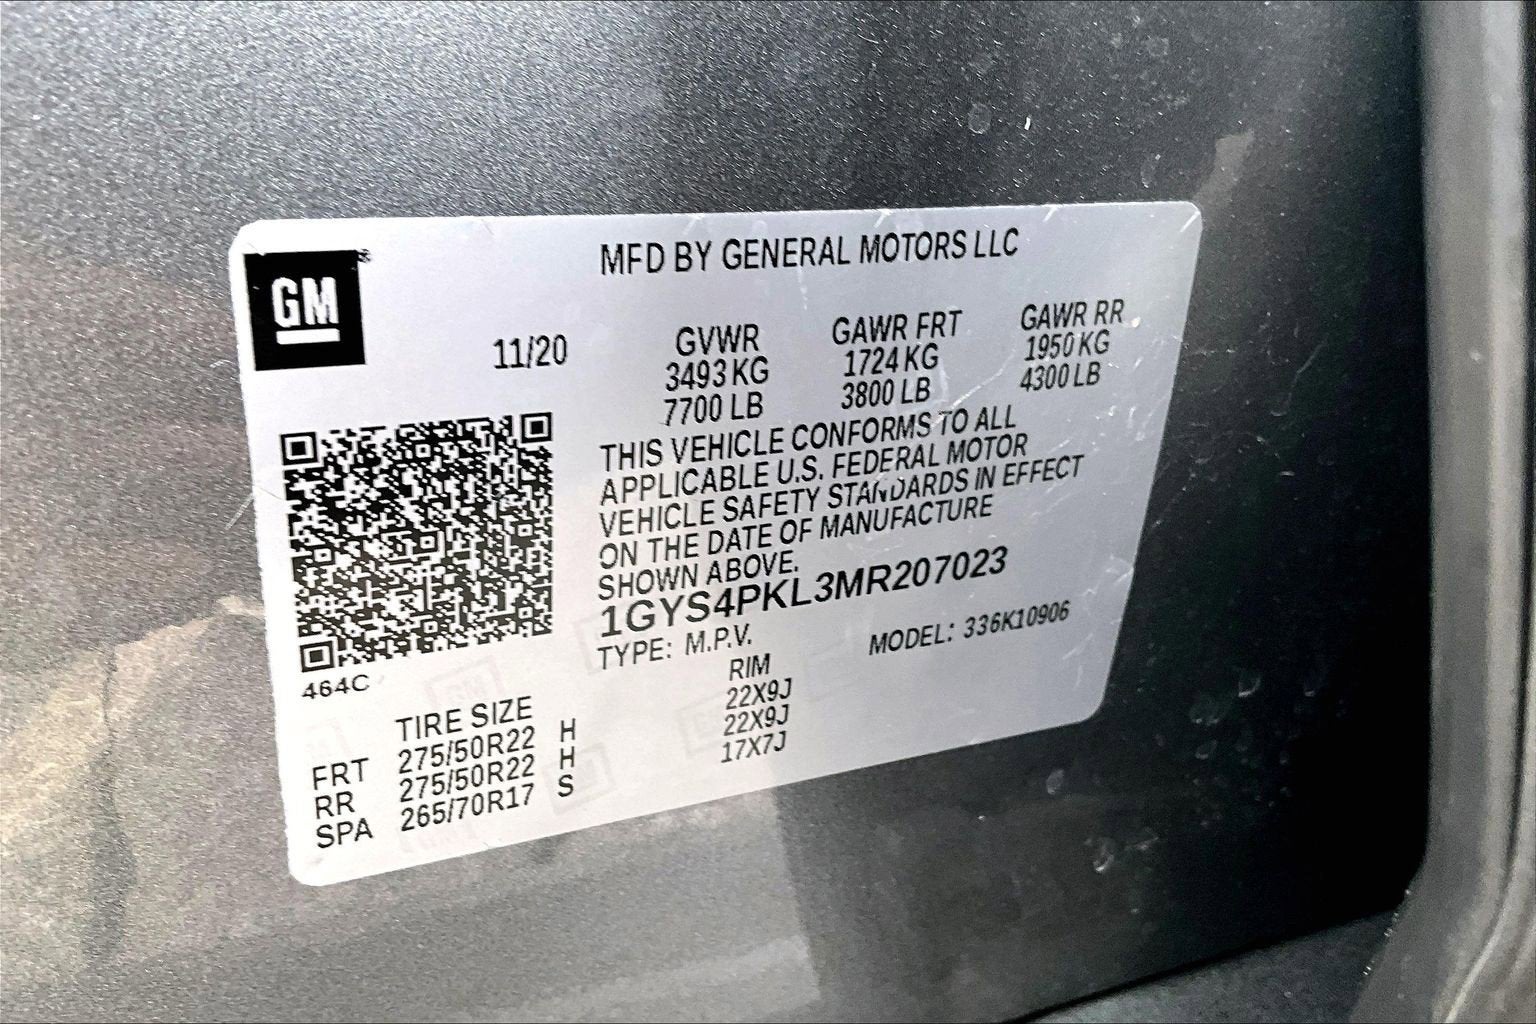 GM
MFD BY GENERAL MOTORS LLC
11/20
GVWR GAWR FRT GAWR RR
3493 KG 1724 KG 1950 KG
7700 LB 3800 LB 4300 LB
THIS VEHICLE CONFORMS TO ALL
APPLICABLE U.S. FEDERAL MOTOR
VEHICLE SAFETY STANDARDS IN EFFECT
ON THE DATE OF MANUFACTURE
SHOWN ABOVE.
1GYS4PKL3MR207023
TYPE: M.P.V. MODEL: 336K10906
464C
TIRE SIZE RIM
FRT 275/50R22 H 22X9J
RR 275/50R22 H 22X9J
SPA 265/70R17 S 17X7J